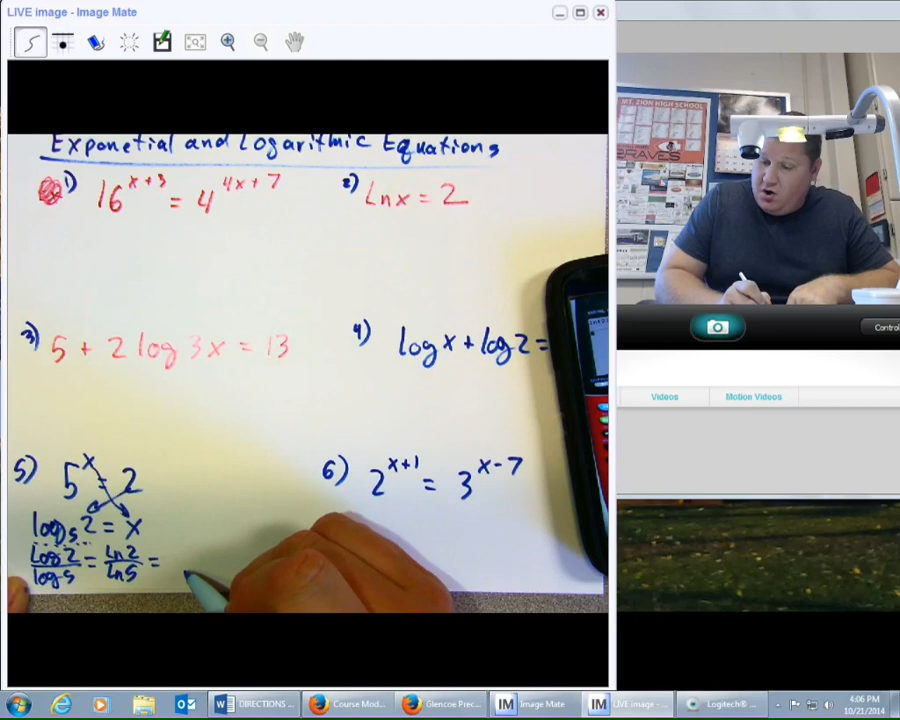 LIVE image - Image Mate
Exponetial and Logarithmic Equations
1) 16^{x+3} = 4^{4x+7}
2) Ln x = 2
3) 5 + 2 log 3x = 13
4) log x + log 2 =
5) 5^x = 2
log_5 2 = x
Log 2 / log 5 = Ln 2 / Ln 5 =
6) 2^{x+1} = 3^{x-7}
MT. ZION HIGH SCHOOL
BRAVES
Control
Videos
Motion Videos
DIRECTIONS ...
Course Mod...
Glencoe Prec...
IM
Image Mate
IM
LIVE image - ...
Logitech® ...
4:06 PM
10/21/2014